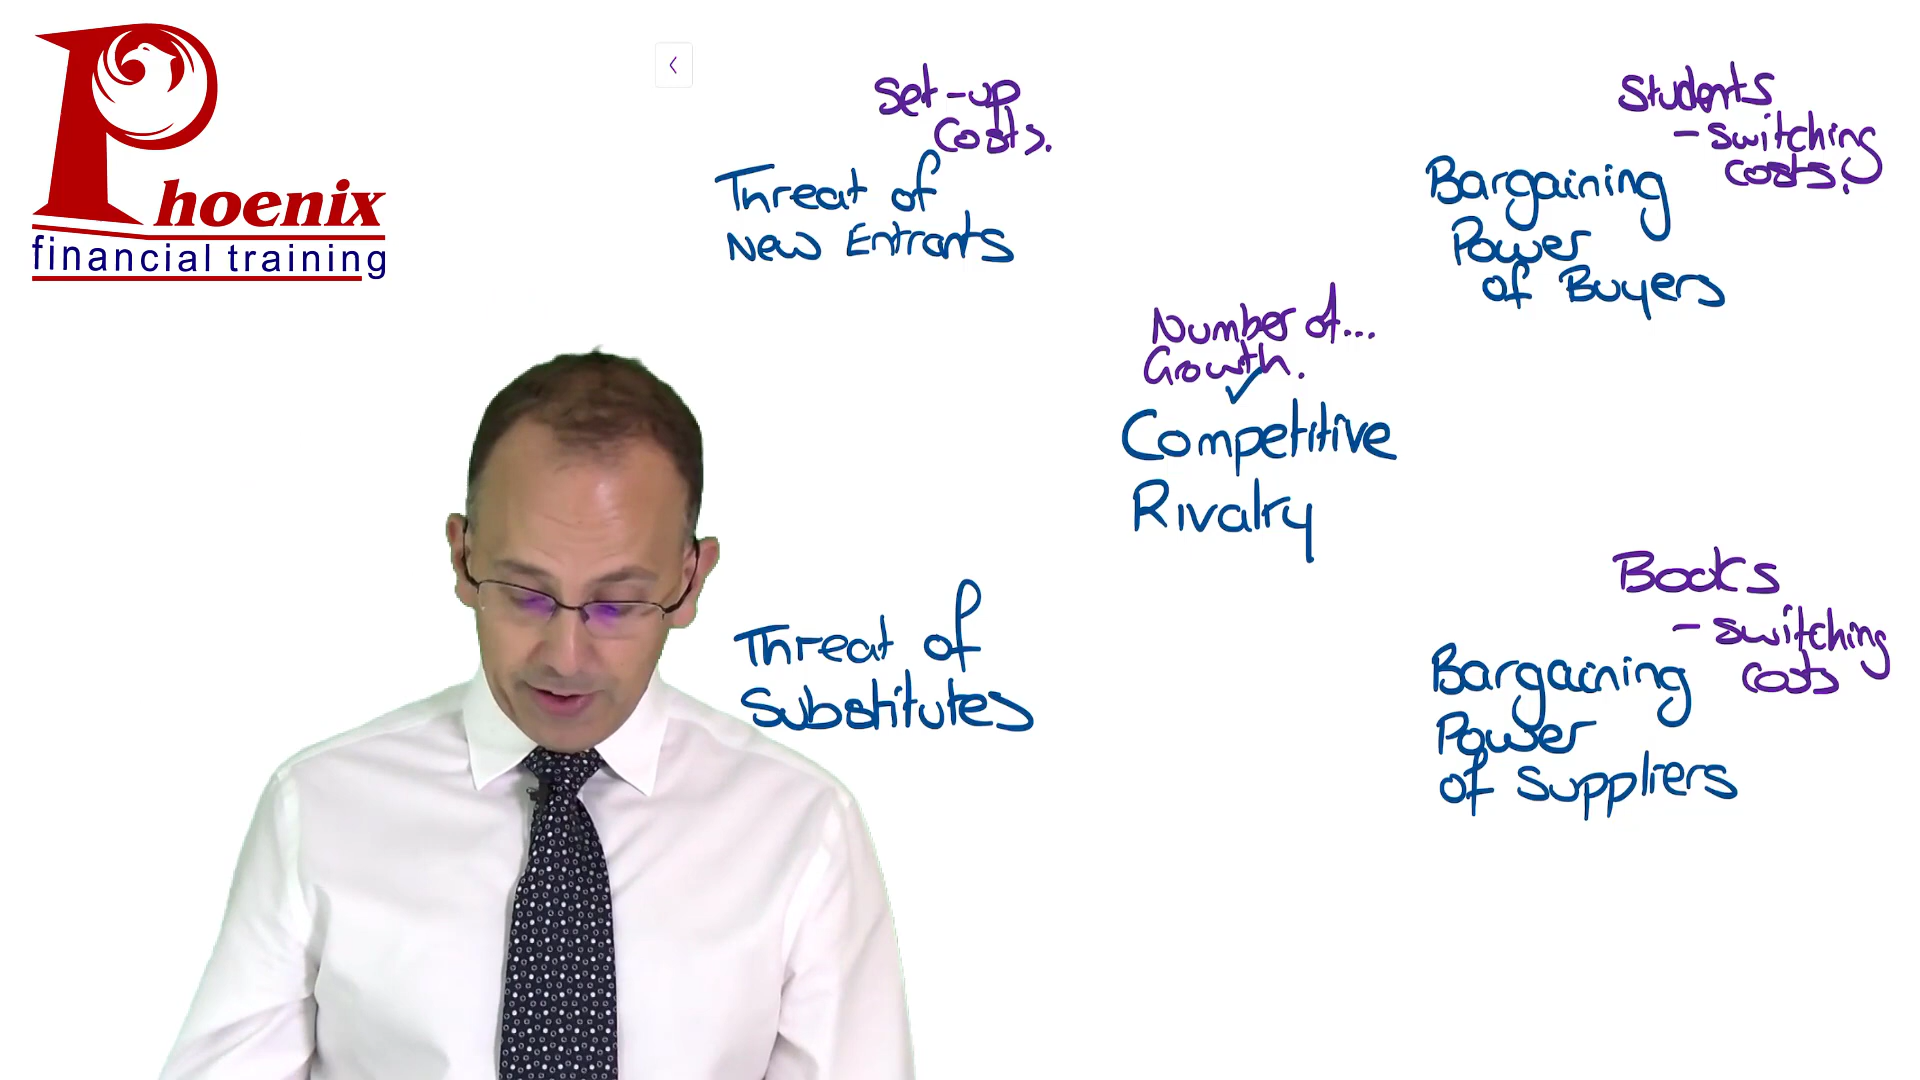 Phoenix
financial training
Set-up
Costs.
Threat of
New Entrants
Students
- switching
costs.
Bargaining
Power
of Buyers
Number of...
Growth.
Competitive
Rivalry
Threat of
Substitutes
Books
- switching
costs
Bargaining
Power
of Suppliers